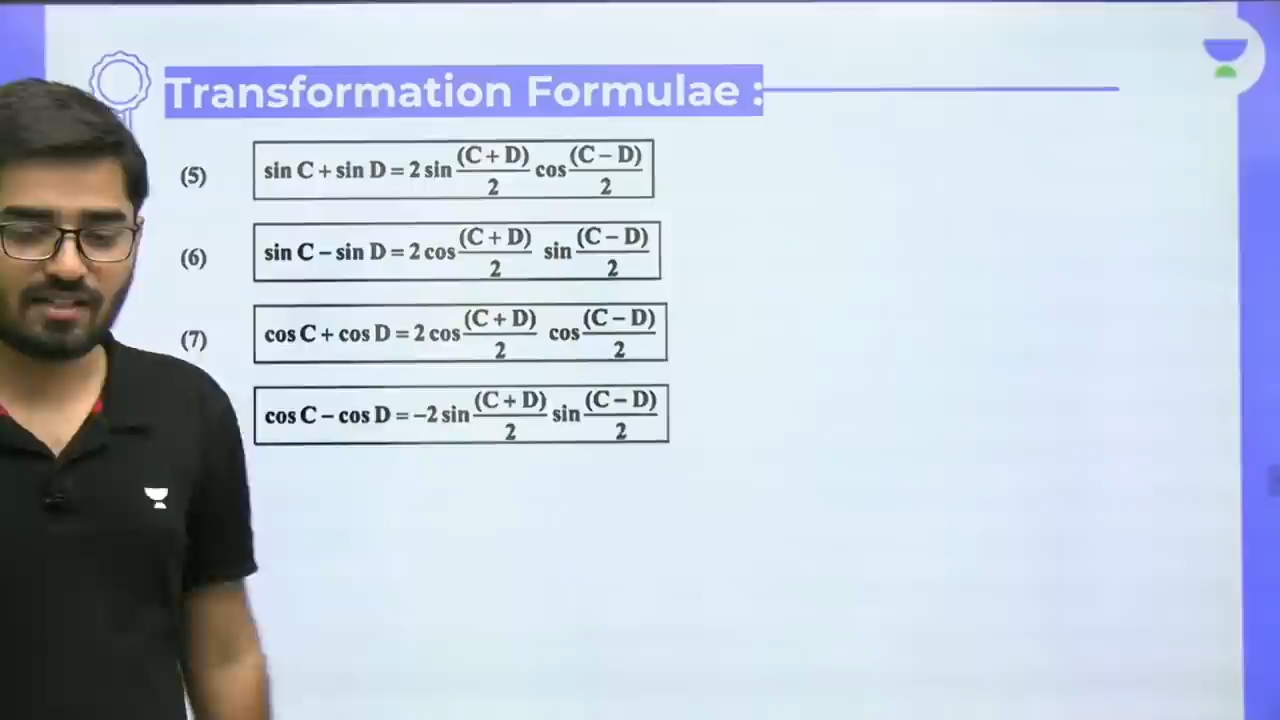 Transformation Formulae :
(5) sin C + sin D = 2 sin (C + D)/2 cos (C – D)/2
(6) sin C – sin D = 2 cos (C + D)/2 sin (C – D)/2
(7) cos C + cos D = 2 cos (C + D)/2 cos (C – D)/2
cos C – cos D = –2 sin (C + D)/2 sin (C – D)/2